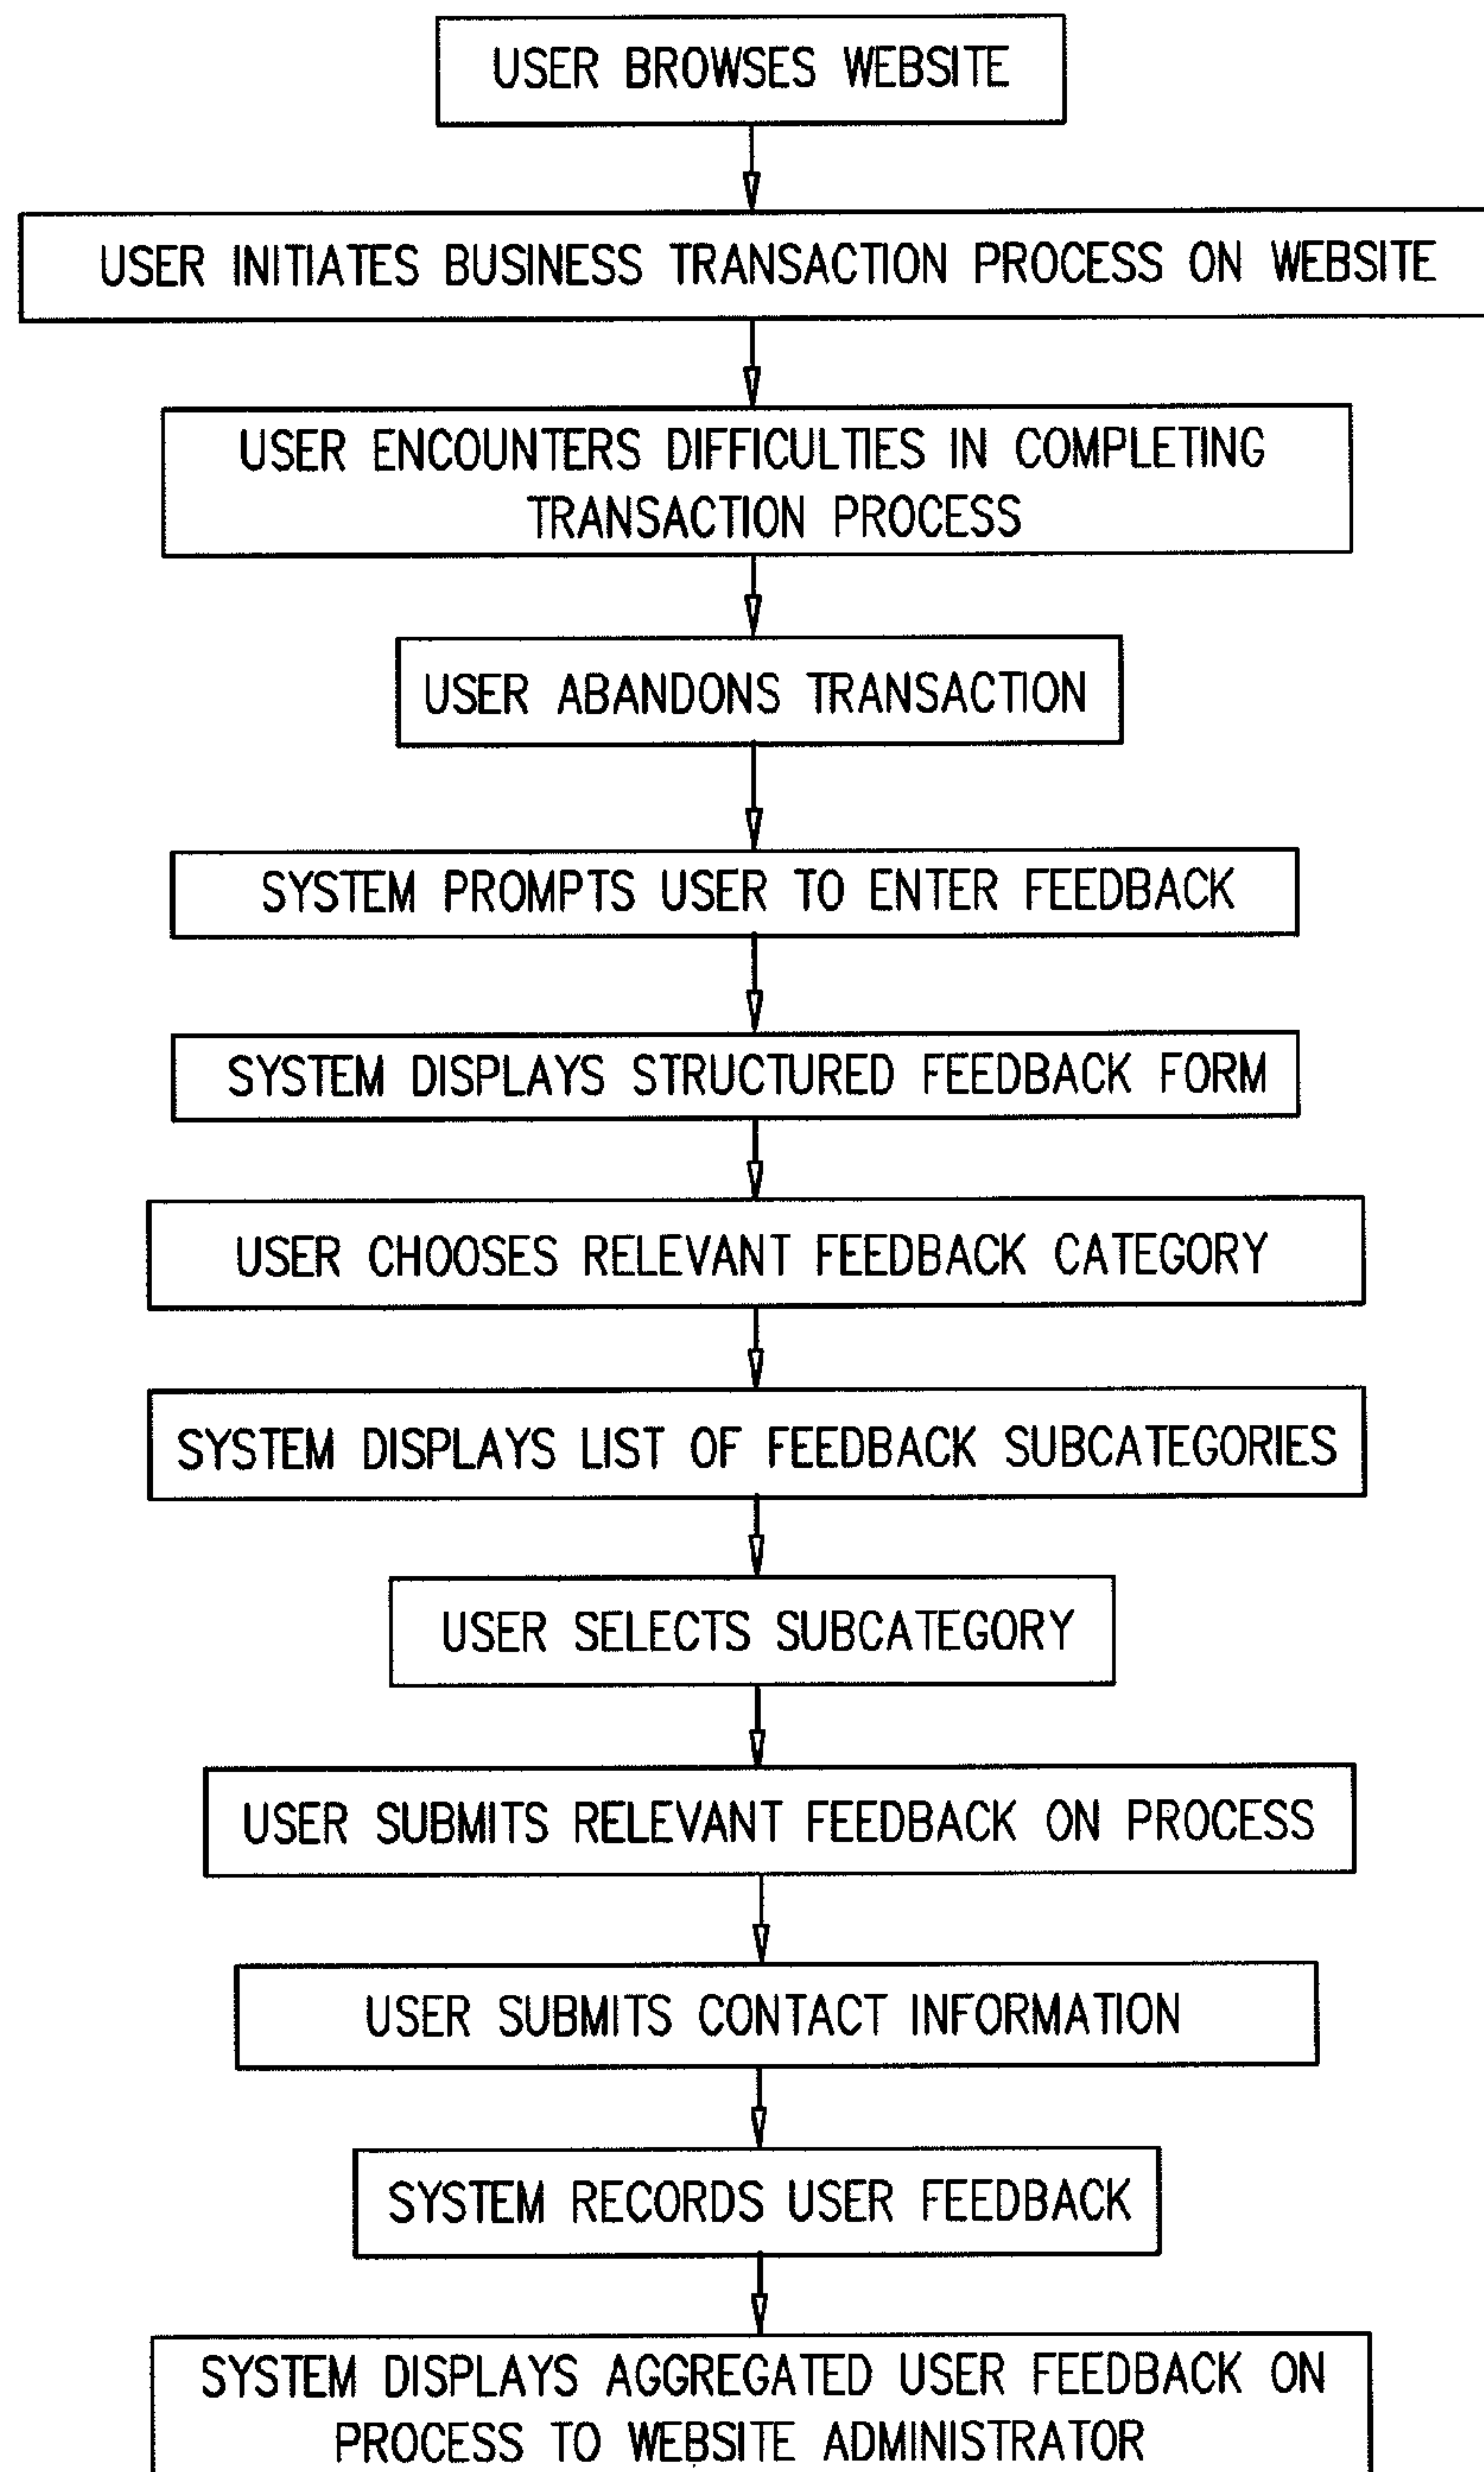 USER BROWSES WEBSITE
USER INITIATES BUSINESS TRANSACTION PROCESS ON WEBSITE
USER ENCOUNTERS DIFFICULTIES IN COMPLETING
TRANSACTION PROCESS
USER ABANDONS TRANSACTION
SYSTEM PROMPTS USER TO ENTER FEEDBACK
SYSTEM DISPLAYS STRUCTURED FEEDBACK FORM
USER CHOOSES RELEVANT FEEDBACK CATEGORY
SYSTEM DISPLAYS LIST OF FEEDBACK SUBCATEGORIES
USER SELECTS SUBCATEGORY
USER SUBMITS RELEVANT FEEDBACK ON PROCESS
USER SUBMITS CONTACT INFORMATION
SYSTEM RECORDS USER FEEDBACK
SYSTEM DISPLAYS AGGREGATED USER FEEDBACK ON
PROCESS TO WEBSITE ADMINISTRATOR